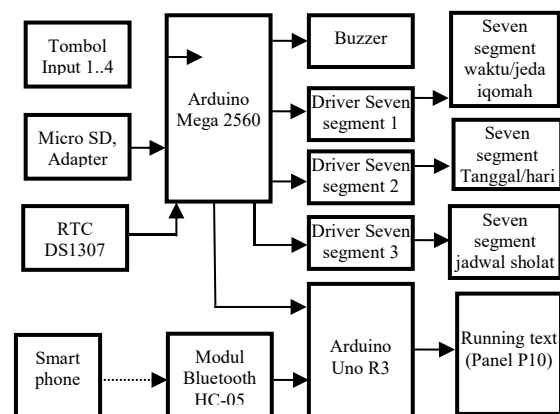 Tombol
Input 1..4
Micro SD,
Adapter
RTC
DS1307
Smart
phone
Arduino
Mega 2560
Modul
Bluetooth
HC-05
Buzzer
Driver Seven
segment 1
Driver Seven
segment 2
Driver Seven
segment 3
Arduino
Uno R3
Seven
segment
waktu/jeda
iqomah
Seven
segment
Tanggal/hari
Seven
segment
jadwal sholat
Running text
(Panel P10)